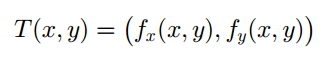 T(x, y) = (f_x(x, y), f_y(x, y))